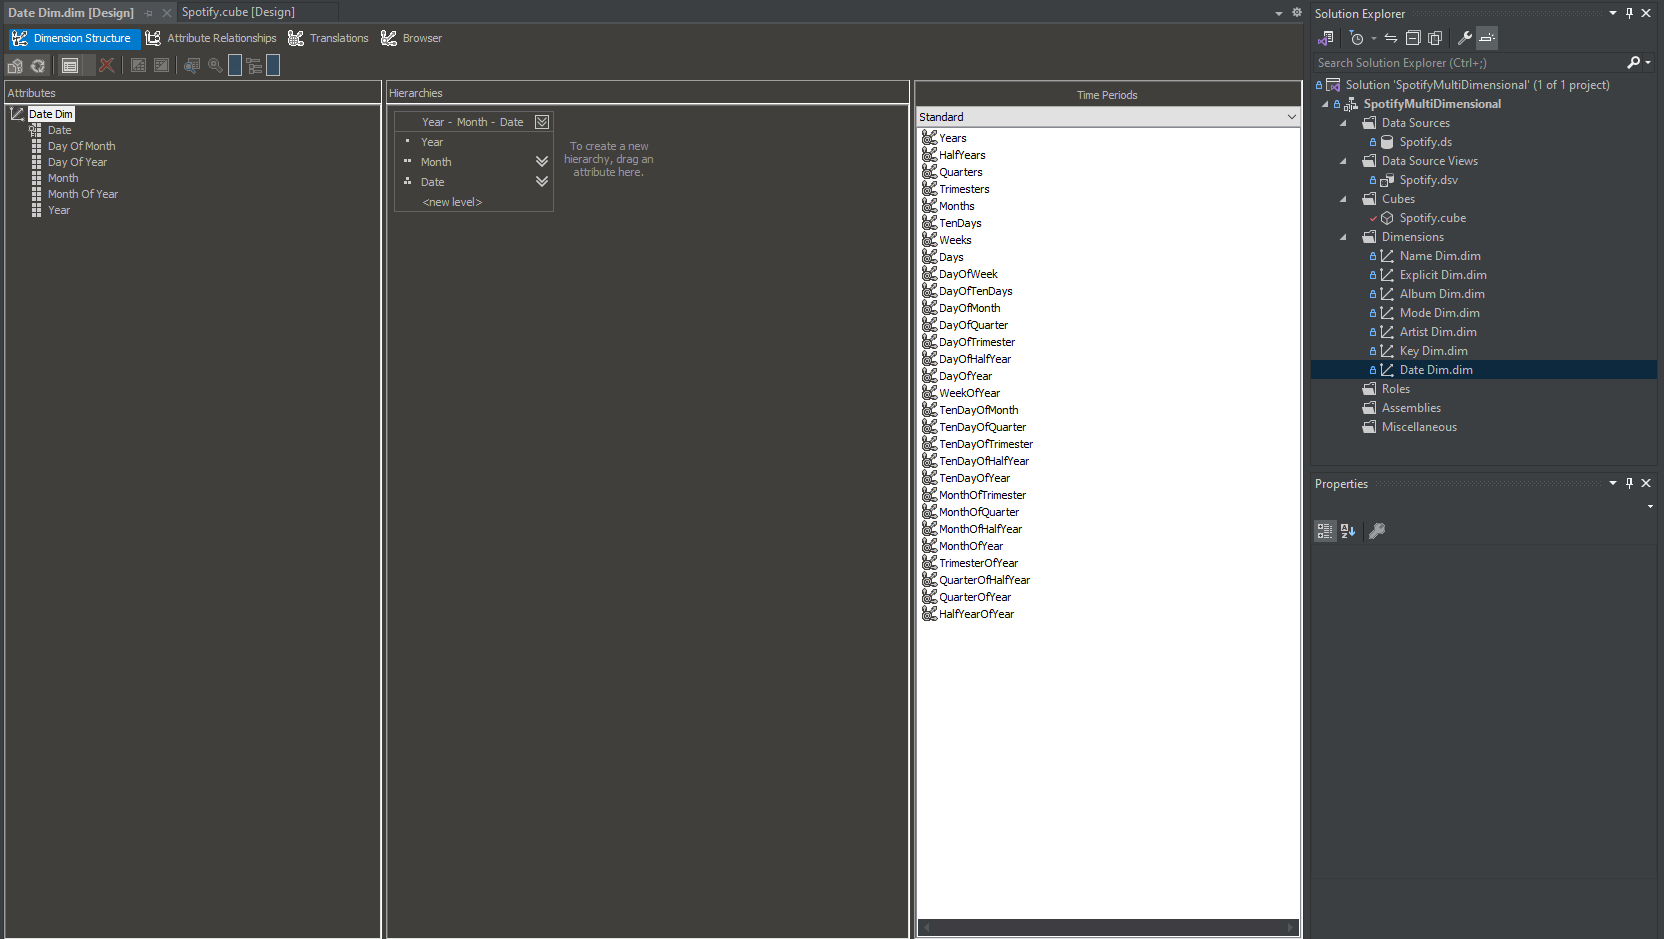 Date Dim.dim [Design]
Spotify.cube [Design]
Dimension Structure
Attribute Relationships
Translations
Browser
Attributes
Date Dim
Date
Day Of Month
Day Of Year
Month
Month Of Year
Year
Hierarchies
Year - Month - Date
Year
Month
Date
<new level>
To create a new
hierarchy, drag an
attribute here.
Time Periods
Standard
Years
HalfYears
Quarters
Trimesters
Months
TenDays
Weeks
Days
DayOfWeek
DayOfTenDays
DayOfMonth
DayOfQuarter
DayOfTrimester
DayOfHalfYear
DayOfYear
WeekOfYear
TenDayOfMonth
TenDayOfQuarter
TenDayOfTrimester
TenDayOfHalfYear
TenDayOfYear
MonthOfTrimester
MonthOfQuarter
MonthOfHalfYear
MonthOfYear
TrimesterOfYear
QuarterOfHalfYear
QuarterOfYear
HalfYearOfYear
Solution Explorer
Search Solution Explorer (Ctrl+;)
Solution 'SpotifyMultiDimensional' (1 of 1 project)
SpotifyMultiDimensional
Data Sources
Spotify.ds
Data Source Views
Spotify.dsv
Cubes
Spotify.cube
Dimensions
Name Dim.dim
Explicit Dim.dim
Album Dim.dim
Mode Dim.dim
Artist Dim.dim
Key Dim.dim
Date Dim.dim
Roles
Assemblies
Miscellaneous
Properties